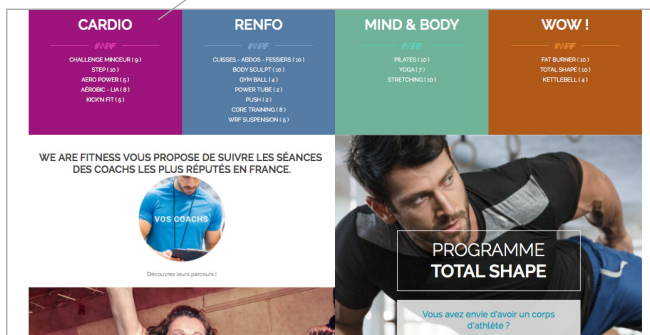 CARDIO
#WRF
CHALLENGE MINCEUR ( 9 )
STEP ( 10 )
AERO POWER ( 5 )
AÉROBIC - LIA ( 8 )
KICK'N FIT ( 5 )
RENFO
#WRF
CUISSES - ABDOS - FESSIERS ( 10 )
BODY SCULPT ( 10 )
GYM BALL ( 4 )
POWER TUBE ( 2 )
PUSH ( 2 )
CORE TRAINING ( 8 )
WRF SUSPENSION ( 5 )
MIND & BODY
#WRF
PILATES ( 10 )
YOGA ( 7 )
STRETCHING ( 10 )
WOW !
#WRF
FAT BURNER ( 10 )
TOTAL SHAPE ( 10 )
KETTLEBELL ( 4 )
WE ARE FITNESS VOUS PROPOSE DE SUIVRE LES SÉANCES
DES COACHS LES PLUS RÉPUTÉS EN FRANCE.
VOS COACHS
Découvrez leurs parcours !
PROGRAMME
TOTAL SHAPE
Vous avez envie d'avoir un corps
d'athlète ?